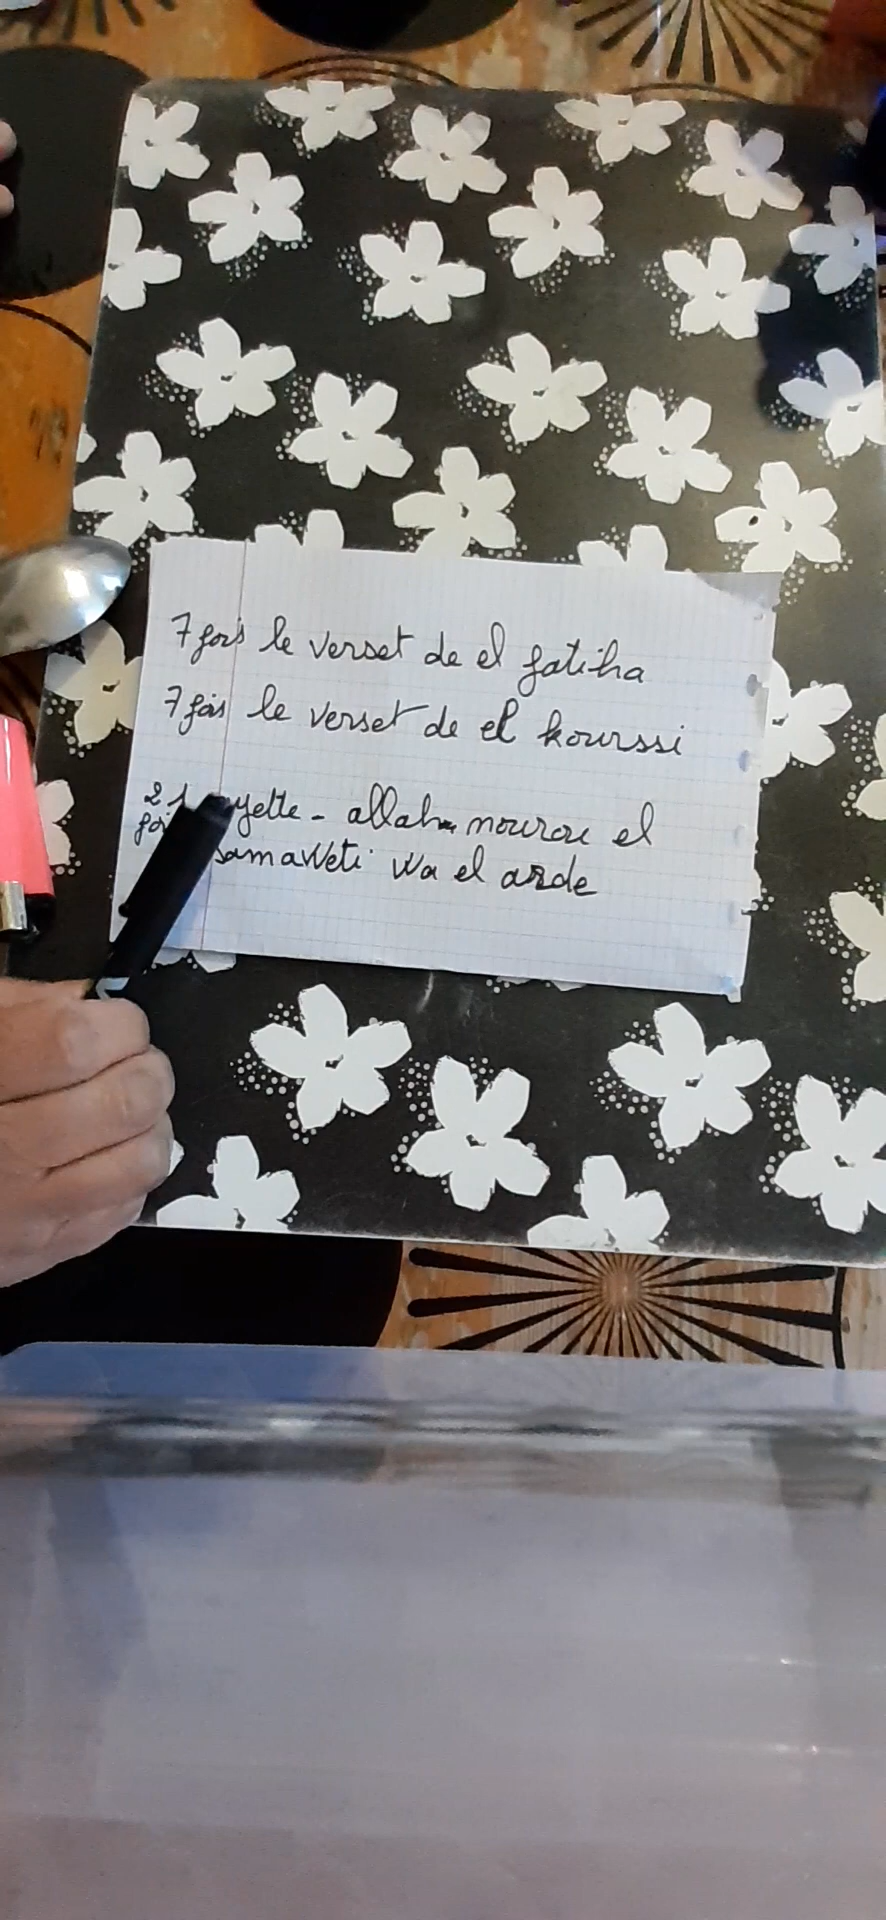 7 fois le verset de el fatiha
7 fois le verset de el kourssi
2 - allah nourou el
samaweti wa el arde